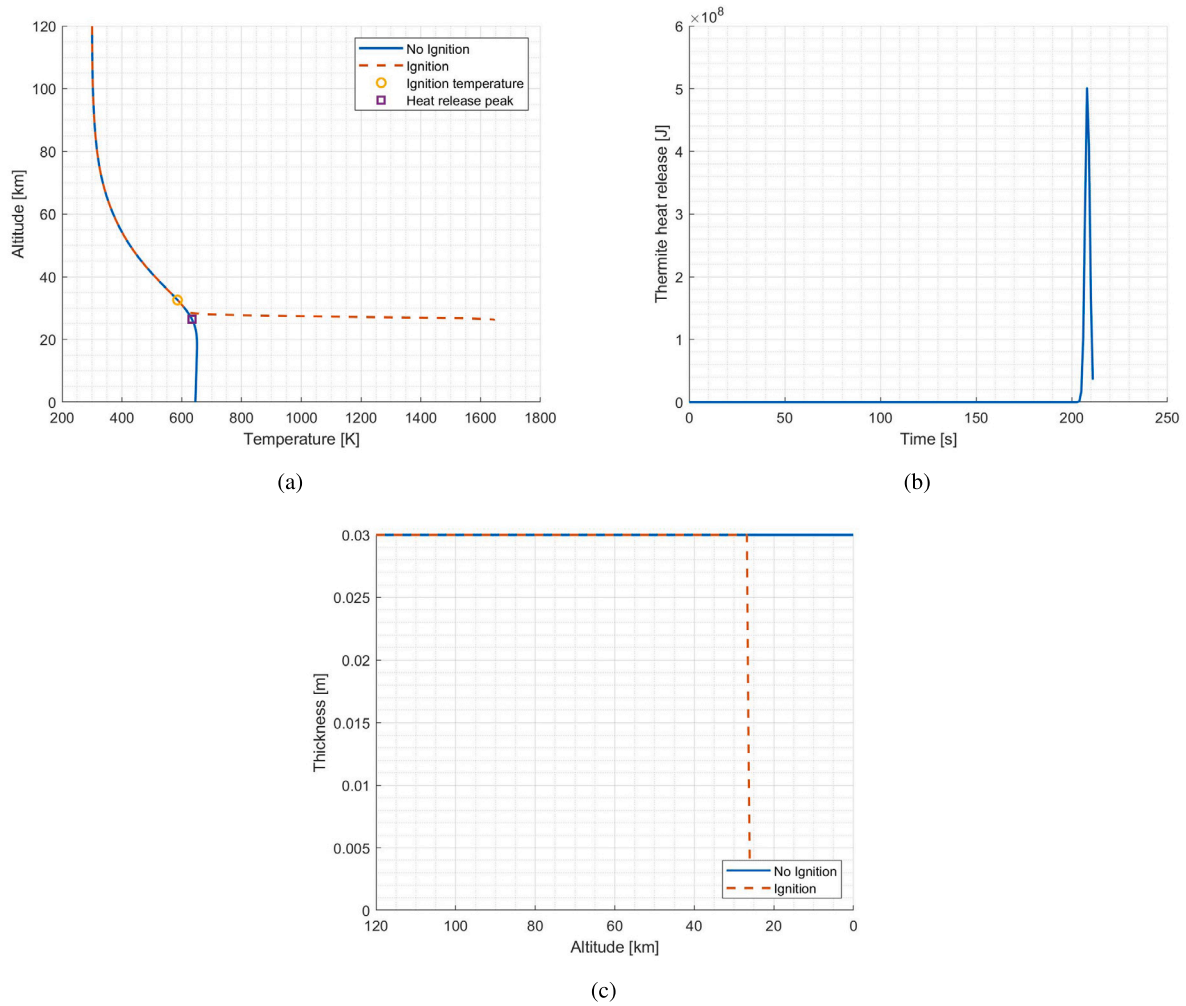 120
100
80
60
40
20
0
Altitude [km]
200 400 600 800 1000 1200 1400 1600 1800
Temperature [K]
No Ignition
Ignition
Ignition temperature
Heat release peak
(a)
×10⁸
6
5
4
3
2
1
0
Thermite heat release [J]
0 50 100 150 200 250
Time [s]
(b)
0.03
0.025
0.02
0.015
0.01
0.005
0
Thickness [m]
120 100 80 60 40 20 0
Altitude [km]
No Ignition
Ignition
(c)